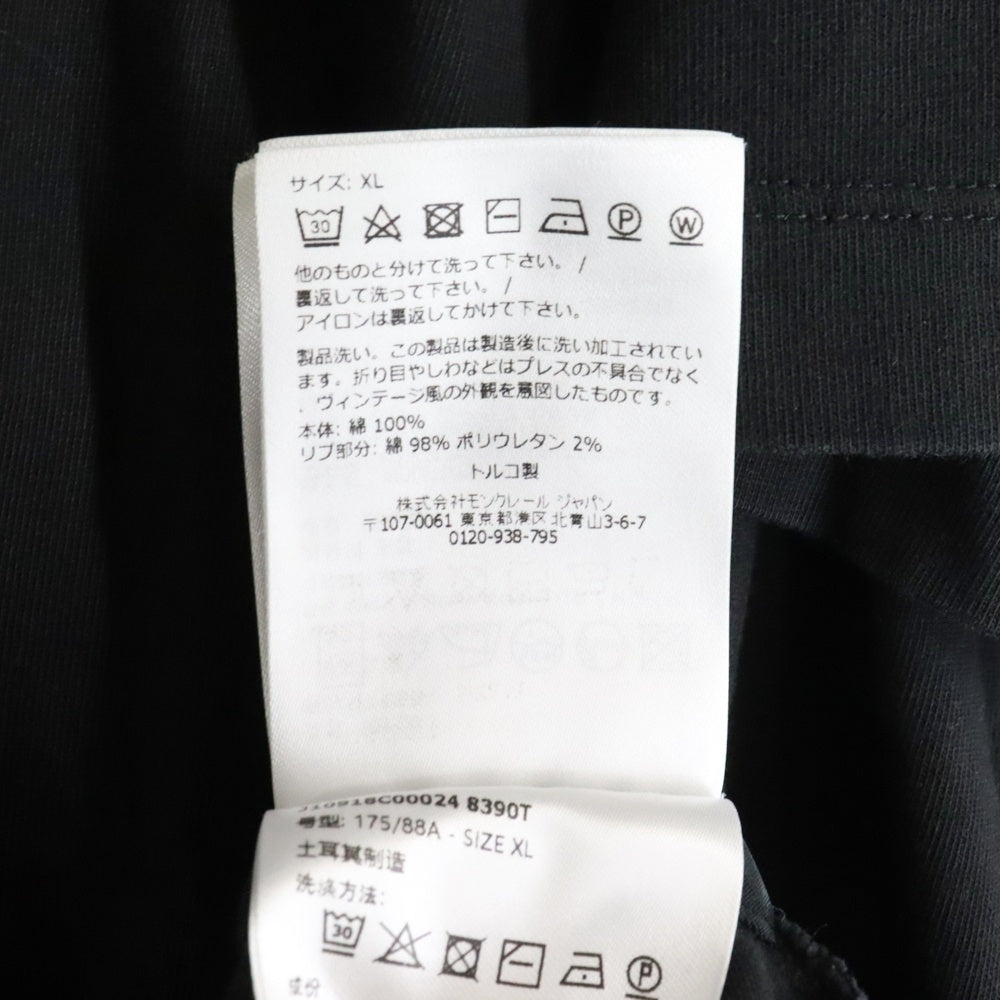 サイズ: XL
30 P W
他のものと分けて洗って下さい。 /
裏返して洗って下さい。 /
アイロンは裏返してかけて下さい。
製品洗い。この製品は製造後に洗い加工されてい
ます。折り目やしわなどはプレスの不具合でなく
、ヴィンテージ風の外観を意図したものです。
本体: 綿 100%
リブ部分: 綿 98% ポリウレタン 2%
トルコ製
株式会社モンクレール ジャパン
〒107-0061 東京都港区北青山3-6-7
0120-938-795
8390T
号型: 175/88A - SIZE XL
土耳其制造
洗涤方法:
30 P
成份